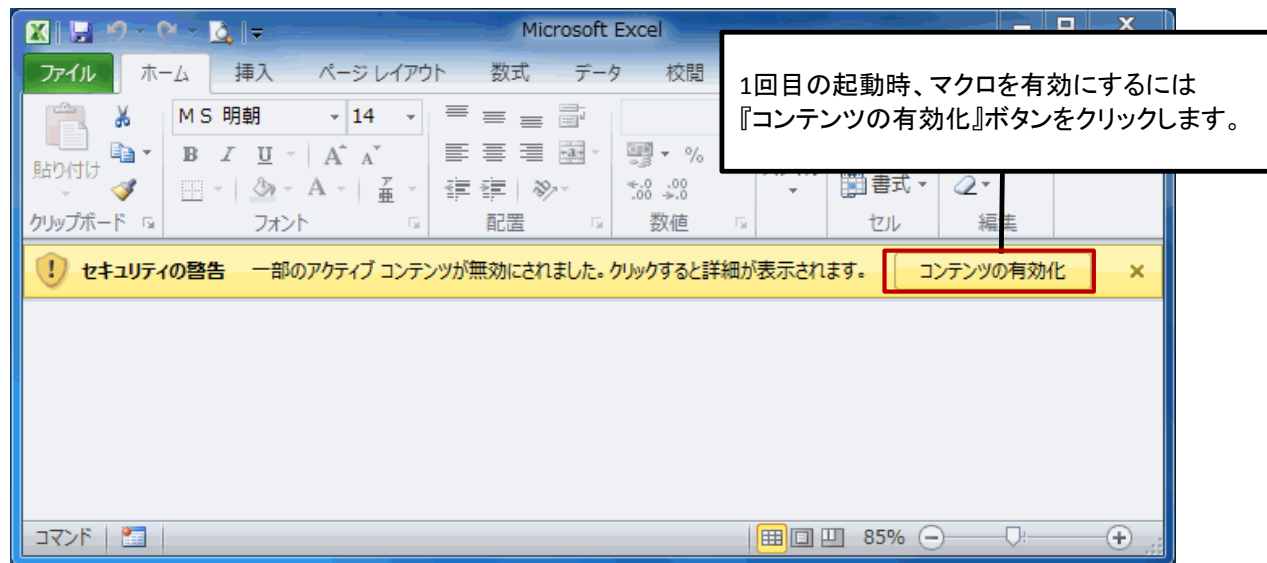 Microsoft Excel
ファイル ホーム 挿入 ページ レイアウト 数式 データ 校閲
1回目の起動時、マクロを有効にするには
『コンテンツの有効化』ボタンをクリックします。
ＭＳ 明朝 14
貼り付け B I U A A % 
A ア亜 .00 .0 書式
クリップボード フォント 配置 数値 セル 編集
セキュリティの警告 一部のアクティブ コンテンツが無効にされました。クリックすると詳細が表示されます。 コンテンツの有効化
コマンド 85%